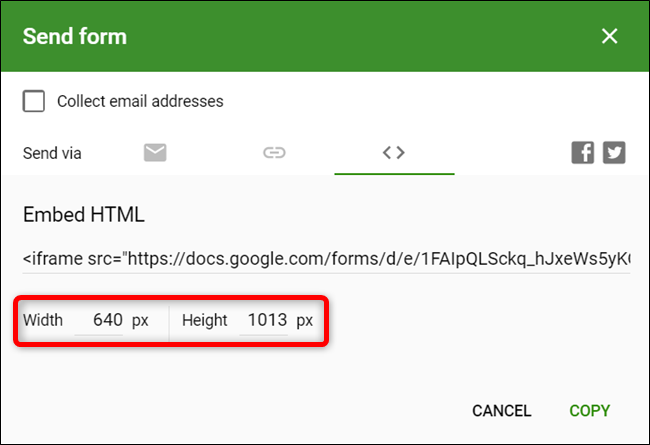 Send form
Collect email addresses
Send via
Embed HTML
<iframe src="https://docs.google.com/forms/d/e/1FAIpQLSckq_hJxeWs5yK
Width 640 px Height 1013 px
CANCEL COPY